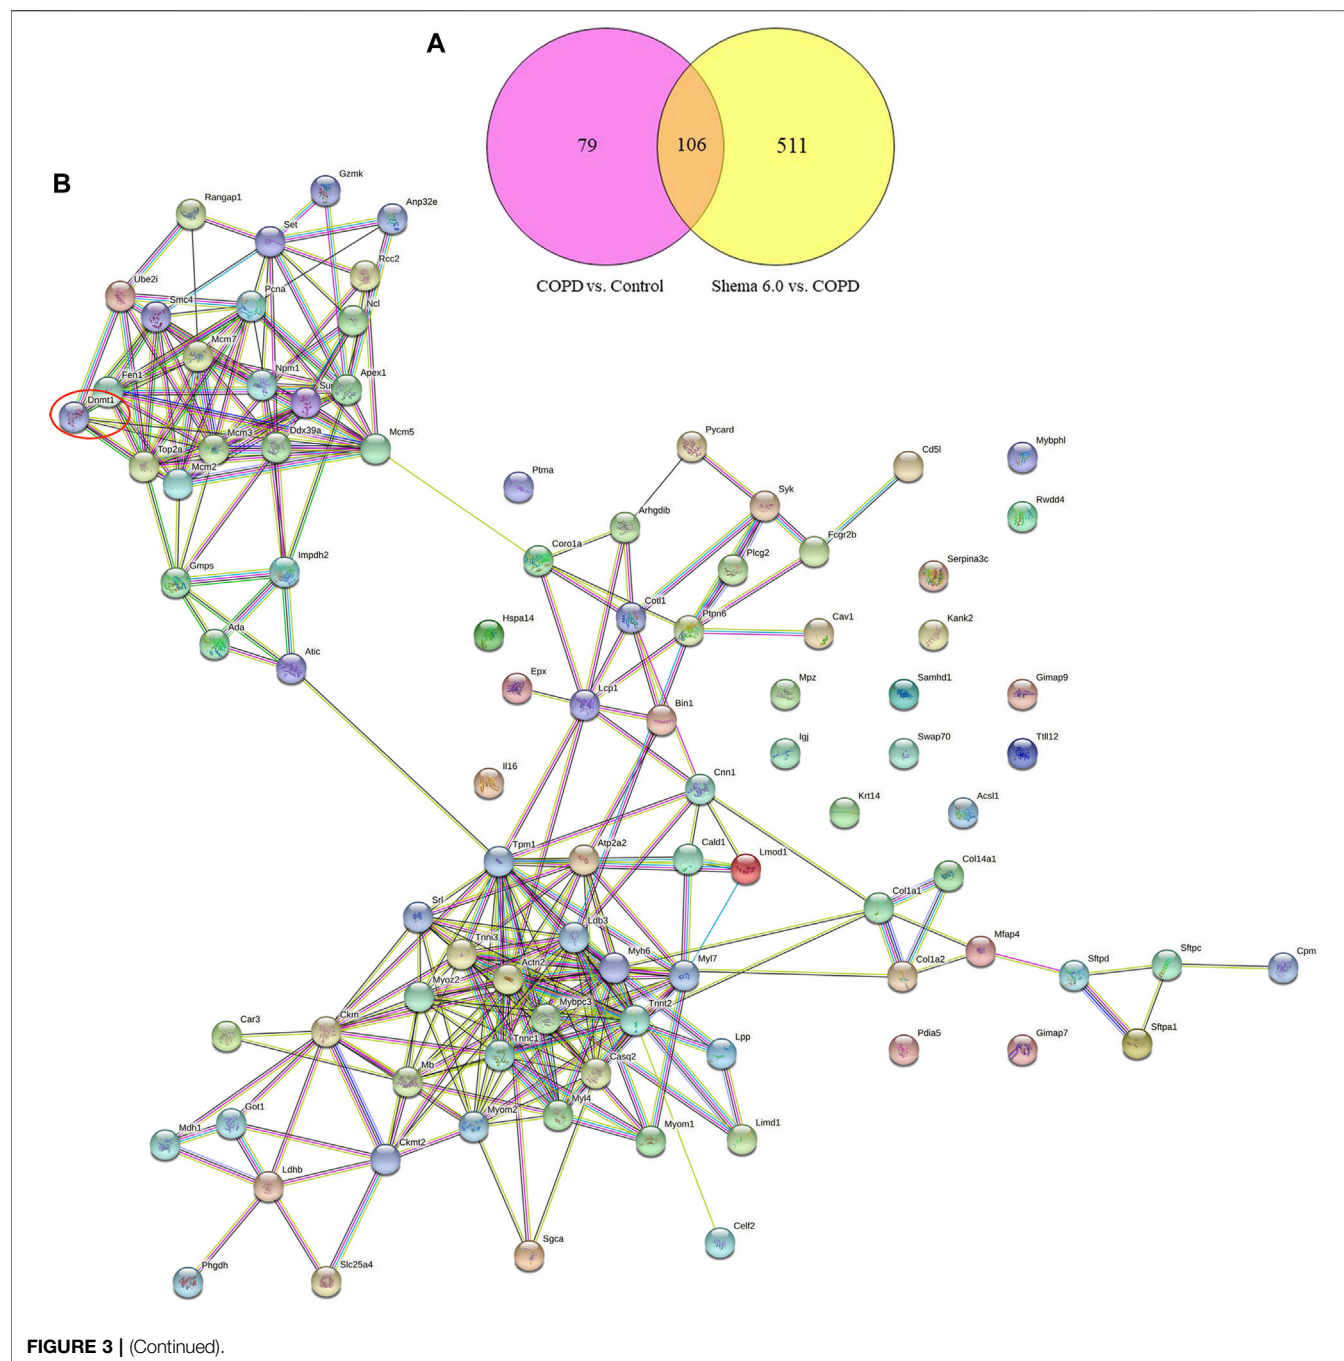 A
79
106
511
COPD vs. Control
Shema 6.0 vs. COPD
B
Gzmk
Rangap1
Anp32e
Set
Rcc2
Ube2i
Pcna
Smc4
Ncl
Mcm7
Npm1
Apex1
Fen1
Sur
Dnmt1
Mcm3
Ddx39a
Mcm5
Top2a
Mcm2
Pycard
Cd5l
Mybphl
Ptma
Syk
Rwdd4
Arhgdib
Coro1a
Fcgr2b
Plcg2
Impdh2
Gmps
Serpina3c
Cotl1
Ptpn6
Hspa14
Cav1
Kank2
Ada
Atic
Epx
Lcp1
Mpz
Samhd1
Gimap9
Bin1
Igj
Swap70
Ttll12
Il16
Cnn1
Krt14
Acsl1
Tpm1
Atp2a2
Cald1
Lmod1
Col14a1
Srl
Col1a1
Ldb3
Tnni3
Mfap4
Actn2
Myh6
Myl7
Col1a2
Sftpd
Sftpc
Cpm
Myoz2
Mybpc3
Tnnt2
Car3
Ckm
Tnnc1
Lpp
Pdia5
Gimap7
Sftpa1
Mb
Casq2
Got1
Myom2
Myl4
Mdh1
Myom1
Limd1
Ckmt2
Ldhb
Celf2
Sgca
Phgdh
Slc25a4
FIGURE 3 | (Continued).